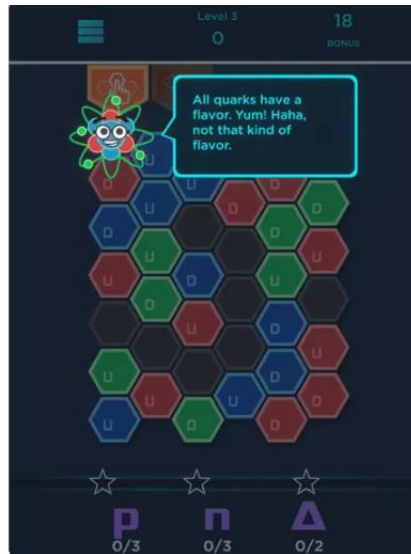 Level 3
0
18
BONUS
All quarks have a
flavor. Yum! Haha,
not that kind of
flavor.
U
D U D D
D U
U U
U D D
D
U D
U
U D
U U D
U D
U D
p n Δ
0/3 0/3 0/2